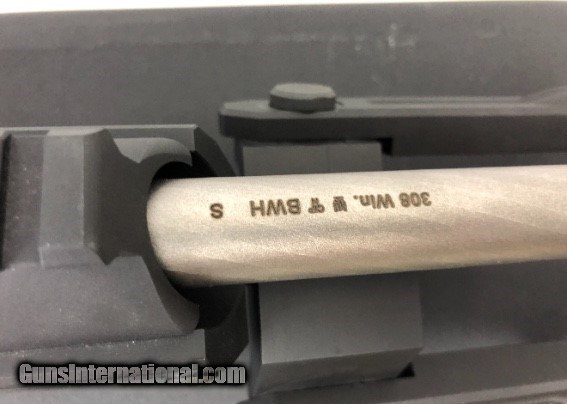 308 Win. BWH S
GunsInternational.com